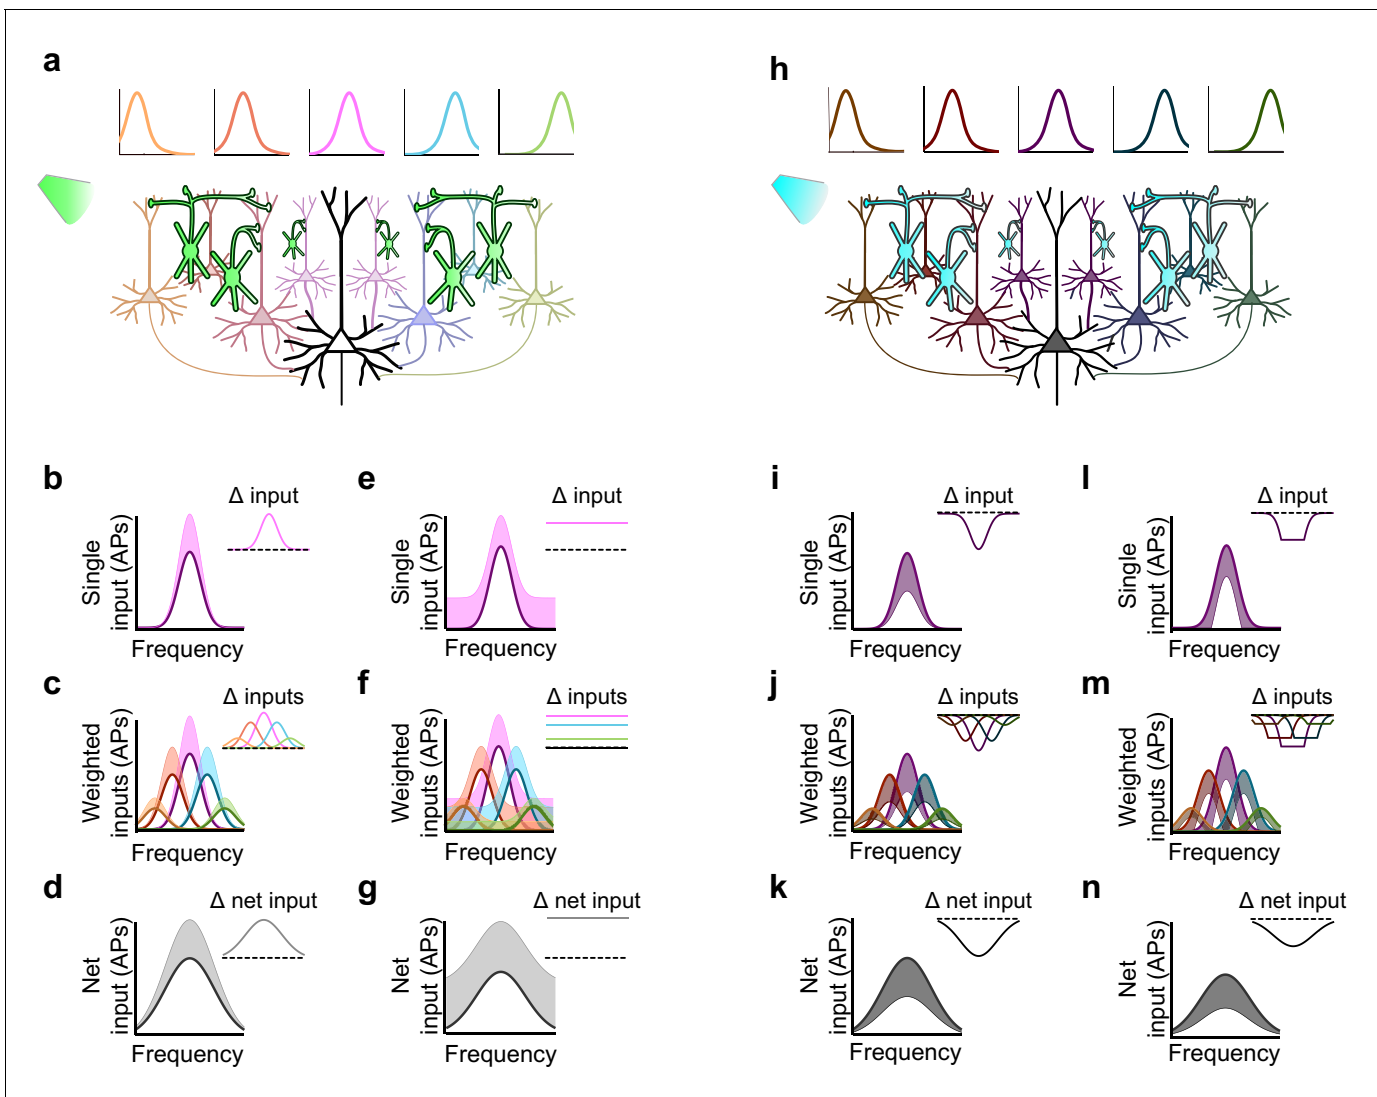 a
h
b
Δ input
Single
input (APs)
Frequency
e
Δ input
Single
input (APs)
Frequency
i
Δ input
Single
input (APs)
Frequency
l
Δ input
Single
input (APs)
Frequency
c
Δ inputs
Weighted
inputs (APs)
Frequency
f
Δ inputs
Weighted
inputs (APs)
Frequency
j
Δ inputs
Weighted
inputs (APs)
Frequency
m
Δ inputs
Weighted
inputs (APs)
Frequency
d
Δ net input
Net
input (APs)
Frequency
g
Δ net input
Net
input (APs)
Frequency
k
Δ net input
Net
input (APs)
Frequency
n
Δ net input
Net
input (APs)
Frequency